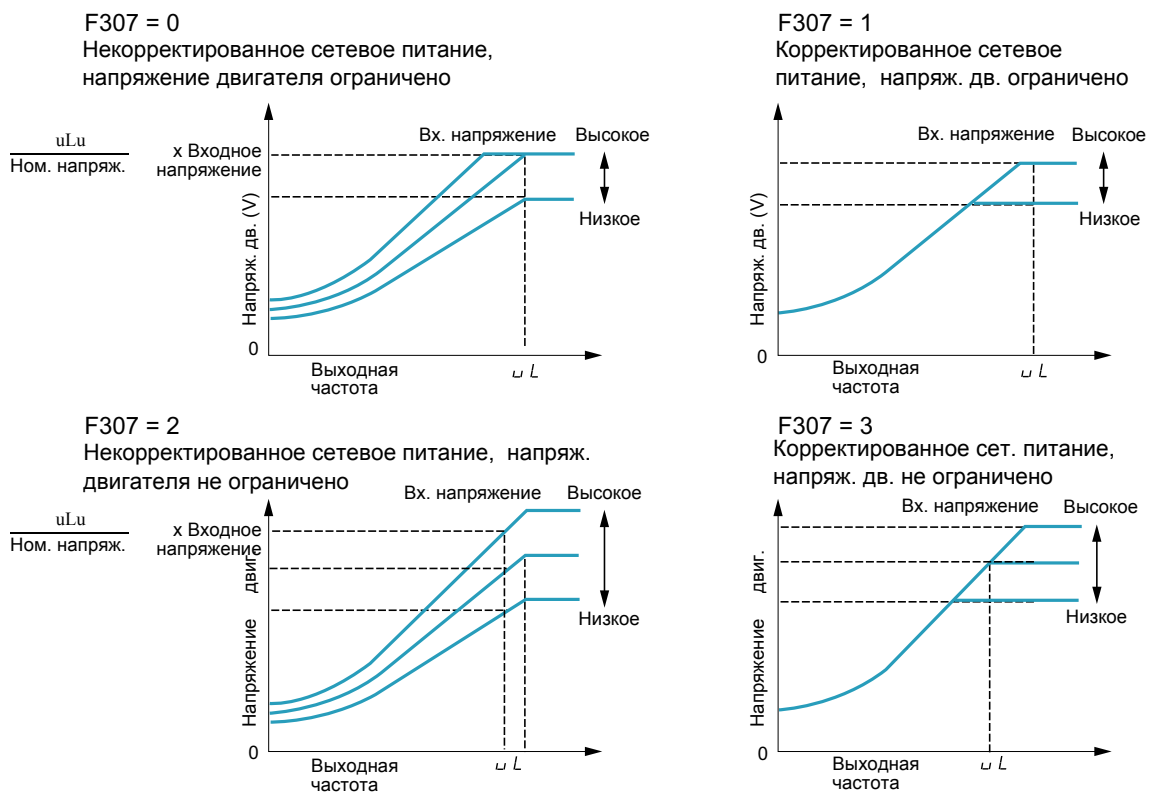 F307 = 0
Некорректированное сетевое питание,
напряжение двигателя ограничено
uLu
Ном. напряж.
x Входное
напряжение
Вх. напряжение
Высокое
Низкое
Напряж. дв. (V)
0
Выходная
частота
u L
F307 = 1
Корректированное сетевое
питание, напряж. дв. ограничено
Вх. напряжение
Высокое
Низкое
Напряж. дв. (V)
0
Выходная
частота
u L
F307 = 2
Некорректированное сетевое питание, напряж.
двигателя не ограничено
uLu
Ном. напряж.
x Входное
напряжение
Вх. напряжение
Высокое
Низкое
Напряжение двиг.
0
Выходная
частота
u L
F307 = 3
Корректированное сет. питание,
напряж. дв. не ограничено
Вх. напряжение
Высокое
Низкое
Напряжение двиг.
0
Выходная
частота
u L